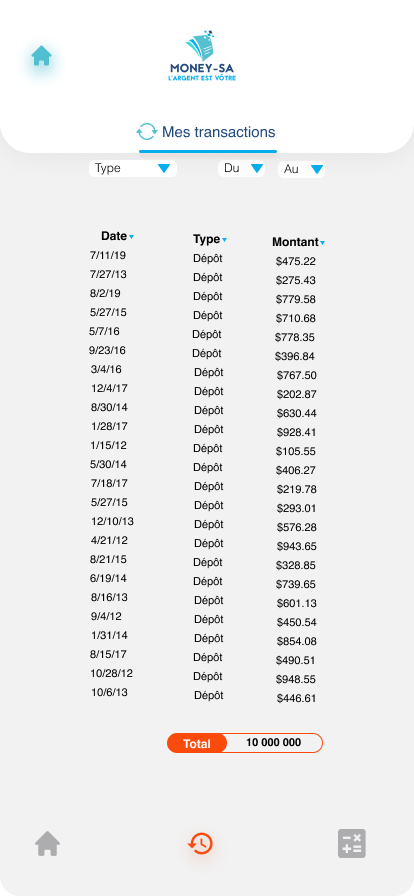 MONEY-SA
L'ARGENT EST VÔTRE
Mes transactions
Type Du Au
Date Type Montant
7/11/19 Dépôt $475.22
7/27/13 Dépôt $275.43
8/2/19 Dépôt $779.58
5/27/15 Dépôt $710.68
5/7/16 Dépôt $778.35
9/23/16 Dépôt $396.84
3/4/16 Dépôt $767.50
12/4/17 Dépôt $202.87
8/30/14 Dépôt $630.44
1/28/17 Dépôt $928.41
1/15/12 Dépôt $105.55
5/30/14 Dépôt $406.27
7/18/17 Dépôt $219.78
5/27/15 Dépôt $293.01
12/10/13 Dépôt $576.28
4/21/12 Dépôt $943.65
8/21/15 Dépôt $328.85
6/19/14 Dépôt $739.65
8/16/13 Dépôt $601.13
9/4/12 Dépôt $450.54
1/31/14 Dépôt $854.08
8/15/17 Dépôt $490.51
10/28/12 Dépôt $948.55
10/6/13 Dépôt $446.61
Total 10 000 000